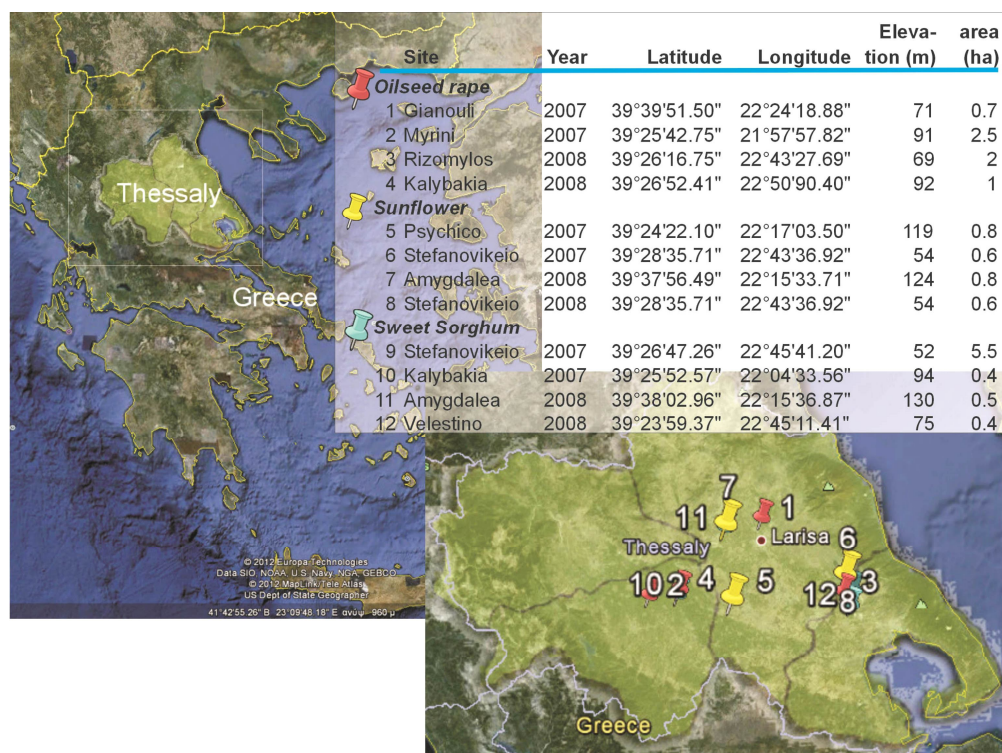 Eleva- area
Site Year Latitude Longitude tion (m) (ha)
Oilseed rape
1 Gianouli 2007 39°39'51.50" 22°24'18.88" 71 0.7
2 Myrini 2007 39°25'42.75" 21°57'57.82" 91 2.5
3 Rizomylos 2008 39°26'16.75" 22°43'27.69" 69 2
4 Kalybakia 2008 39°26'52.41" 22°50'90.40" 92 1
Sunflower
5 Psychico 2007 39°24'22.10" 22°17'03.50" 119 0.8
6 Stefanovikeio 2007 39°28'35.71" 22°43'36.92" 54 0.6
7 Amygdalea 2008 39°37'56.49" 22°15'33.71" 124 0.8
8 Stefanovikeio 2008 39°28'35.71" 22°43'36.92" 54 0.6
Sweet Sorghum
9 Stefanovikeio 2007 39°26'47.26" 22°45'41.20" 52 5.5
10 Kalybakia 2007 39°25'52.57" 22°04'33.56" 94 0.4
11 Amygdalea 2008 39°38'02.96" 22°15'36.87" 130 0.5
12 Velestino 2008 39°23'59.37" 22°45'11.41" 75 0.4
Thessaly
Greece
© 2012 Europa Technologies
Data SIO, NOAA, U.S. Navy, NGA, GEBCO
© 2012 MapLink/Tele Atlas
US Dept of State Geographer
41°42'55.26" B 23°09'48.18" E ανυψ 960 μ
7
11 1
Larisa 6
Thessaly
10 2 4 5 12 3
8
Greece